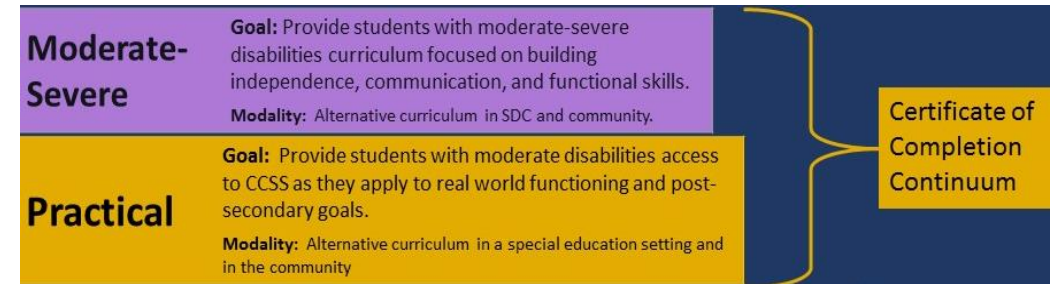 Moderate-
Severe
Goal: Provide students with moderate-severe
disabilities curriculum focused on building
independence, communication, and functional skills.
Modality: Alternative curriculum in SDC and community.
Practical
Goal: Provide students with moderate disabilities access
to CCSS as they apply to real world functioning and post-
secondary goals.
Modality: Alternative curriculum in a special education setting and
in the community
Certificate of
Completion
Continuum